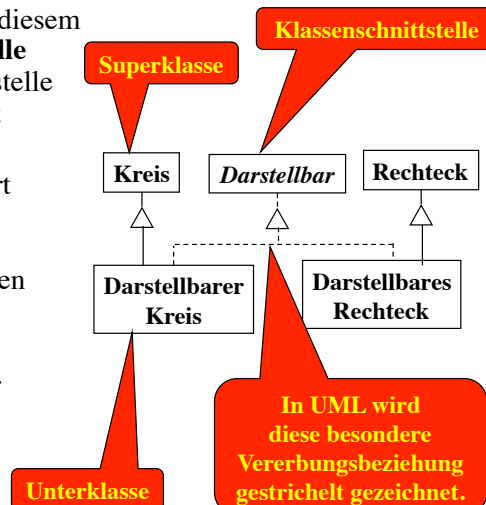 diesem
Klassenschnittstelle
lle
Superklasse
stelle
Kreis
Darstellbar
Rechteck
rt
en
Darstellbarer
Kreis
Darstellbares
Rechteck
.
In UML wird
diese besondere
Vererbungsbeziehung
gestrichelt gezeichnet.
Unterklasse